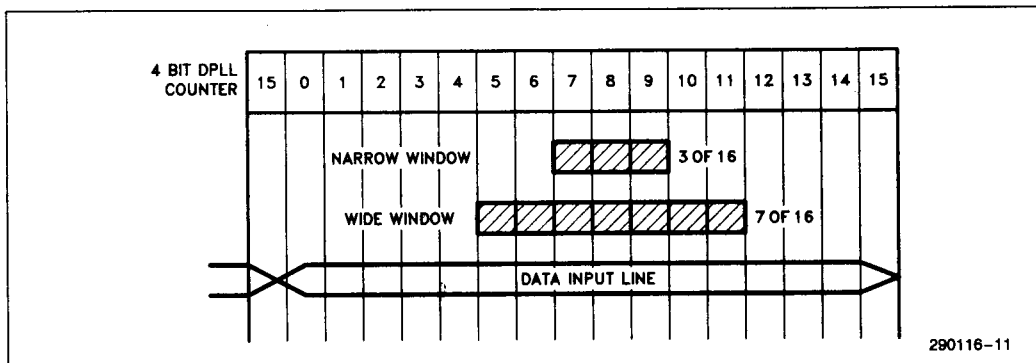 4 BIT DPLL
COUNTER
15 0 1 2 3 4 5 6 7 8 9 10 11 12 13 14 15
NARROW WINDOW 3 OF 16
WIDE WINDOW 7 OF 16
DATA INPUT LINE
290116-11